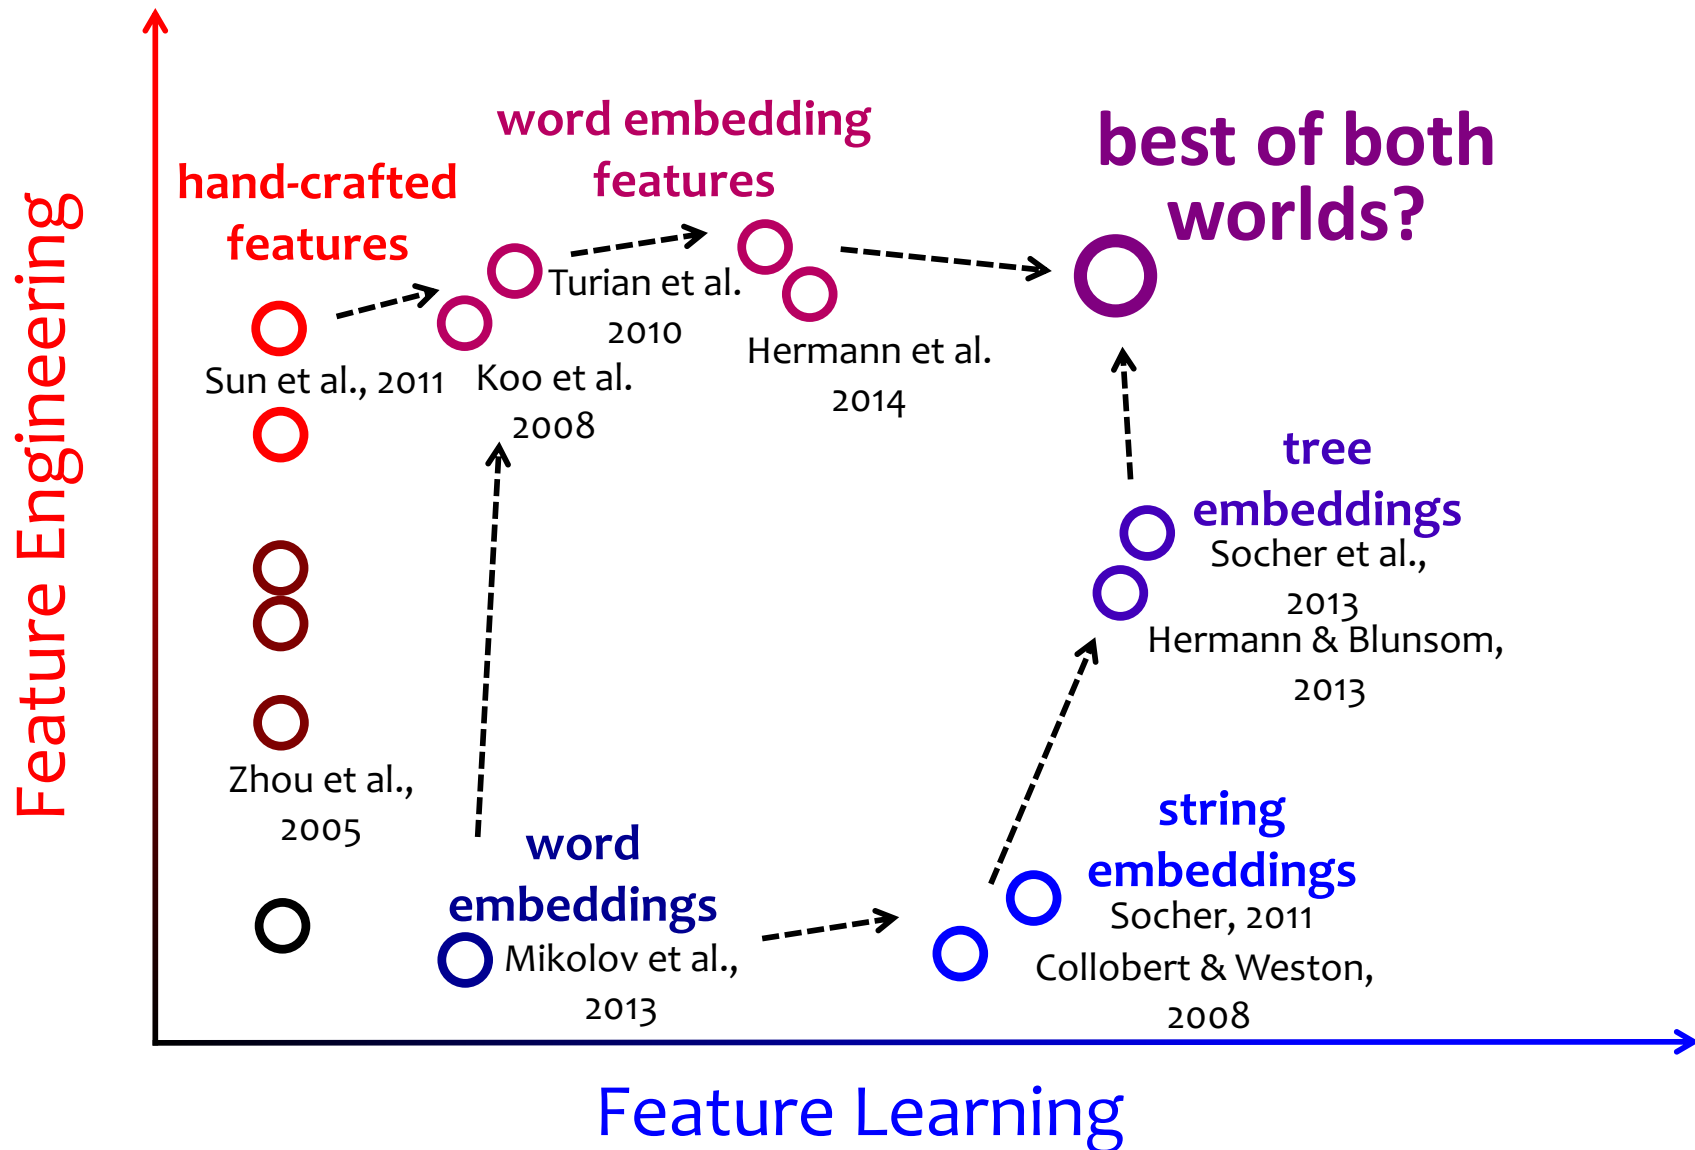 Feature Engineering
hand-crafted
features
Sun et al., 2011
Zhou et al.,
2005
word embedding
features
Turian et al.
2010
Koo et al.
2008
Hermann et al.
2014
best of both
worlds?
tree
embeddings
Socher et al.,
2013
Hermann & Blunsom,
2013
word
embeddings
Mikolov et al.,
2013
string
embeddings
Socher, 2011
Collobert & Weston,
2008
Feature Learning